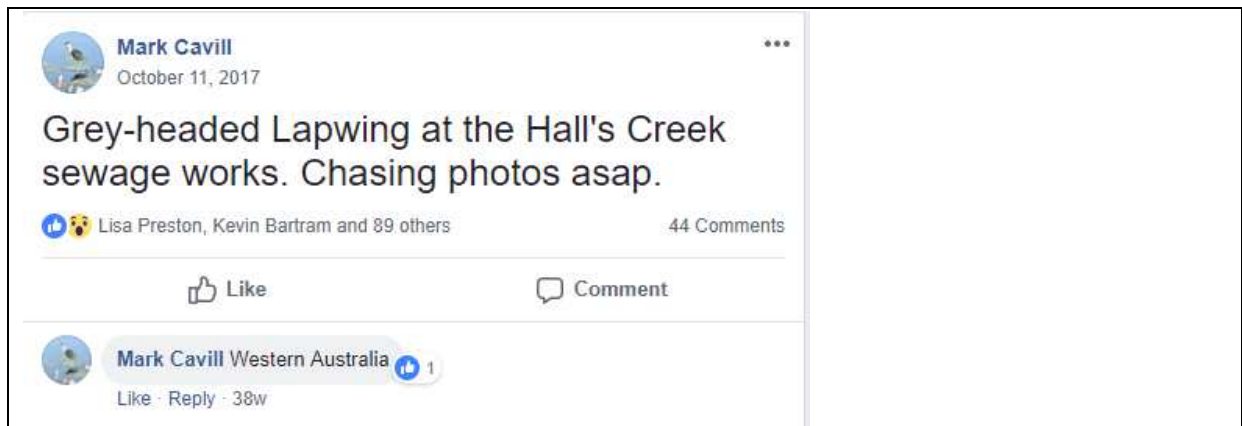 Mark Cavill
October 11, 2017
Grey-headed Lapwing at the Hall's Creek
sewage works. Chasing photos asap.
Lisa Preston, Kevin Bartram and 89 others 44 Comments
Like Comment
Mark Cavill Western Australia 1
Like · Reply · 38w